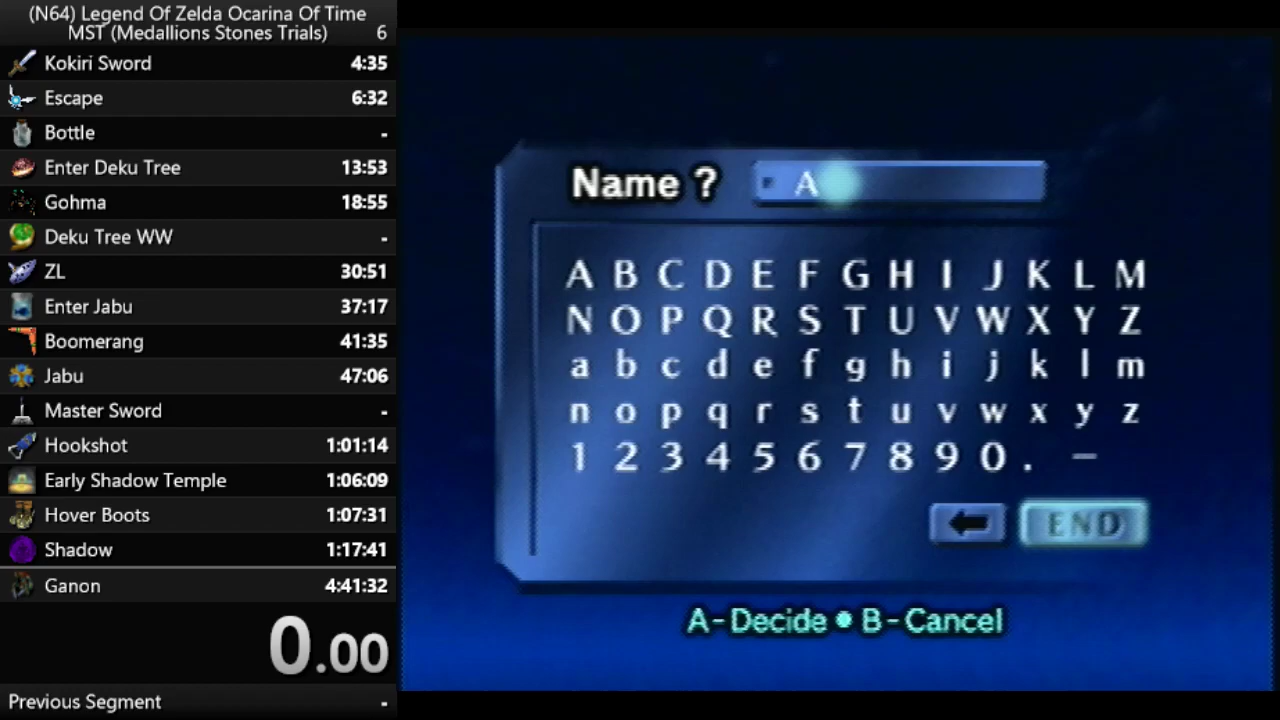 (N64) Legend Of Zelda Ocarina Of Time
MST (Medallions Stones Trials) 6
Kokiri Sword 4:35
Escape 6:32
Bottle -
Enter Deku Tree 13:53
Gohma 18:55
Deku Tree WW -
ZL 30:51
Enter Jabu 37:17
Boomerang 41:35
Jabu 47:06
Master Sword -
Hookshot 1:01:14
Early Shadow Temple 1:06:09
Hover Boots 1:07:31
Shadow 1:17:41
Ganon 4:41:32
0.00
Previous Segment -
Name ? A
A B C D E F G H I J K L M
N O P Q R S T U V W X Y Z
a b c d e f g h i j k l m
n o p q r s t u v w x y z
1 2 3 4 5 6 7 8 9 0 . -
END
A-Decide • B-Cancel